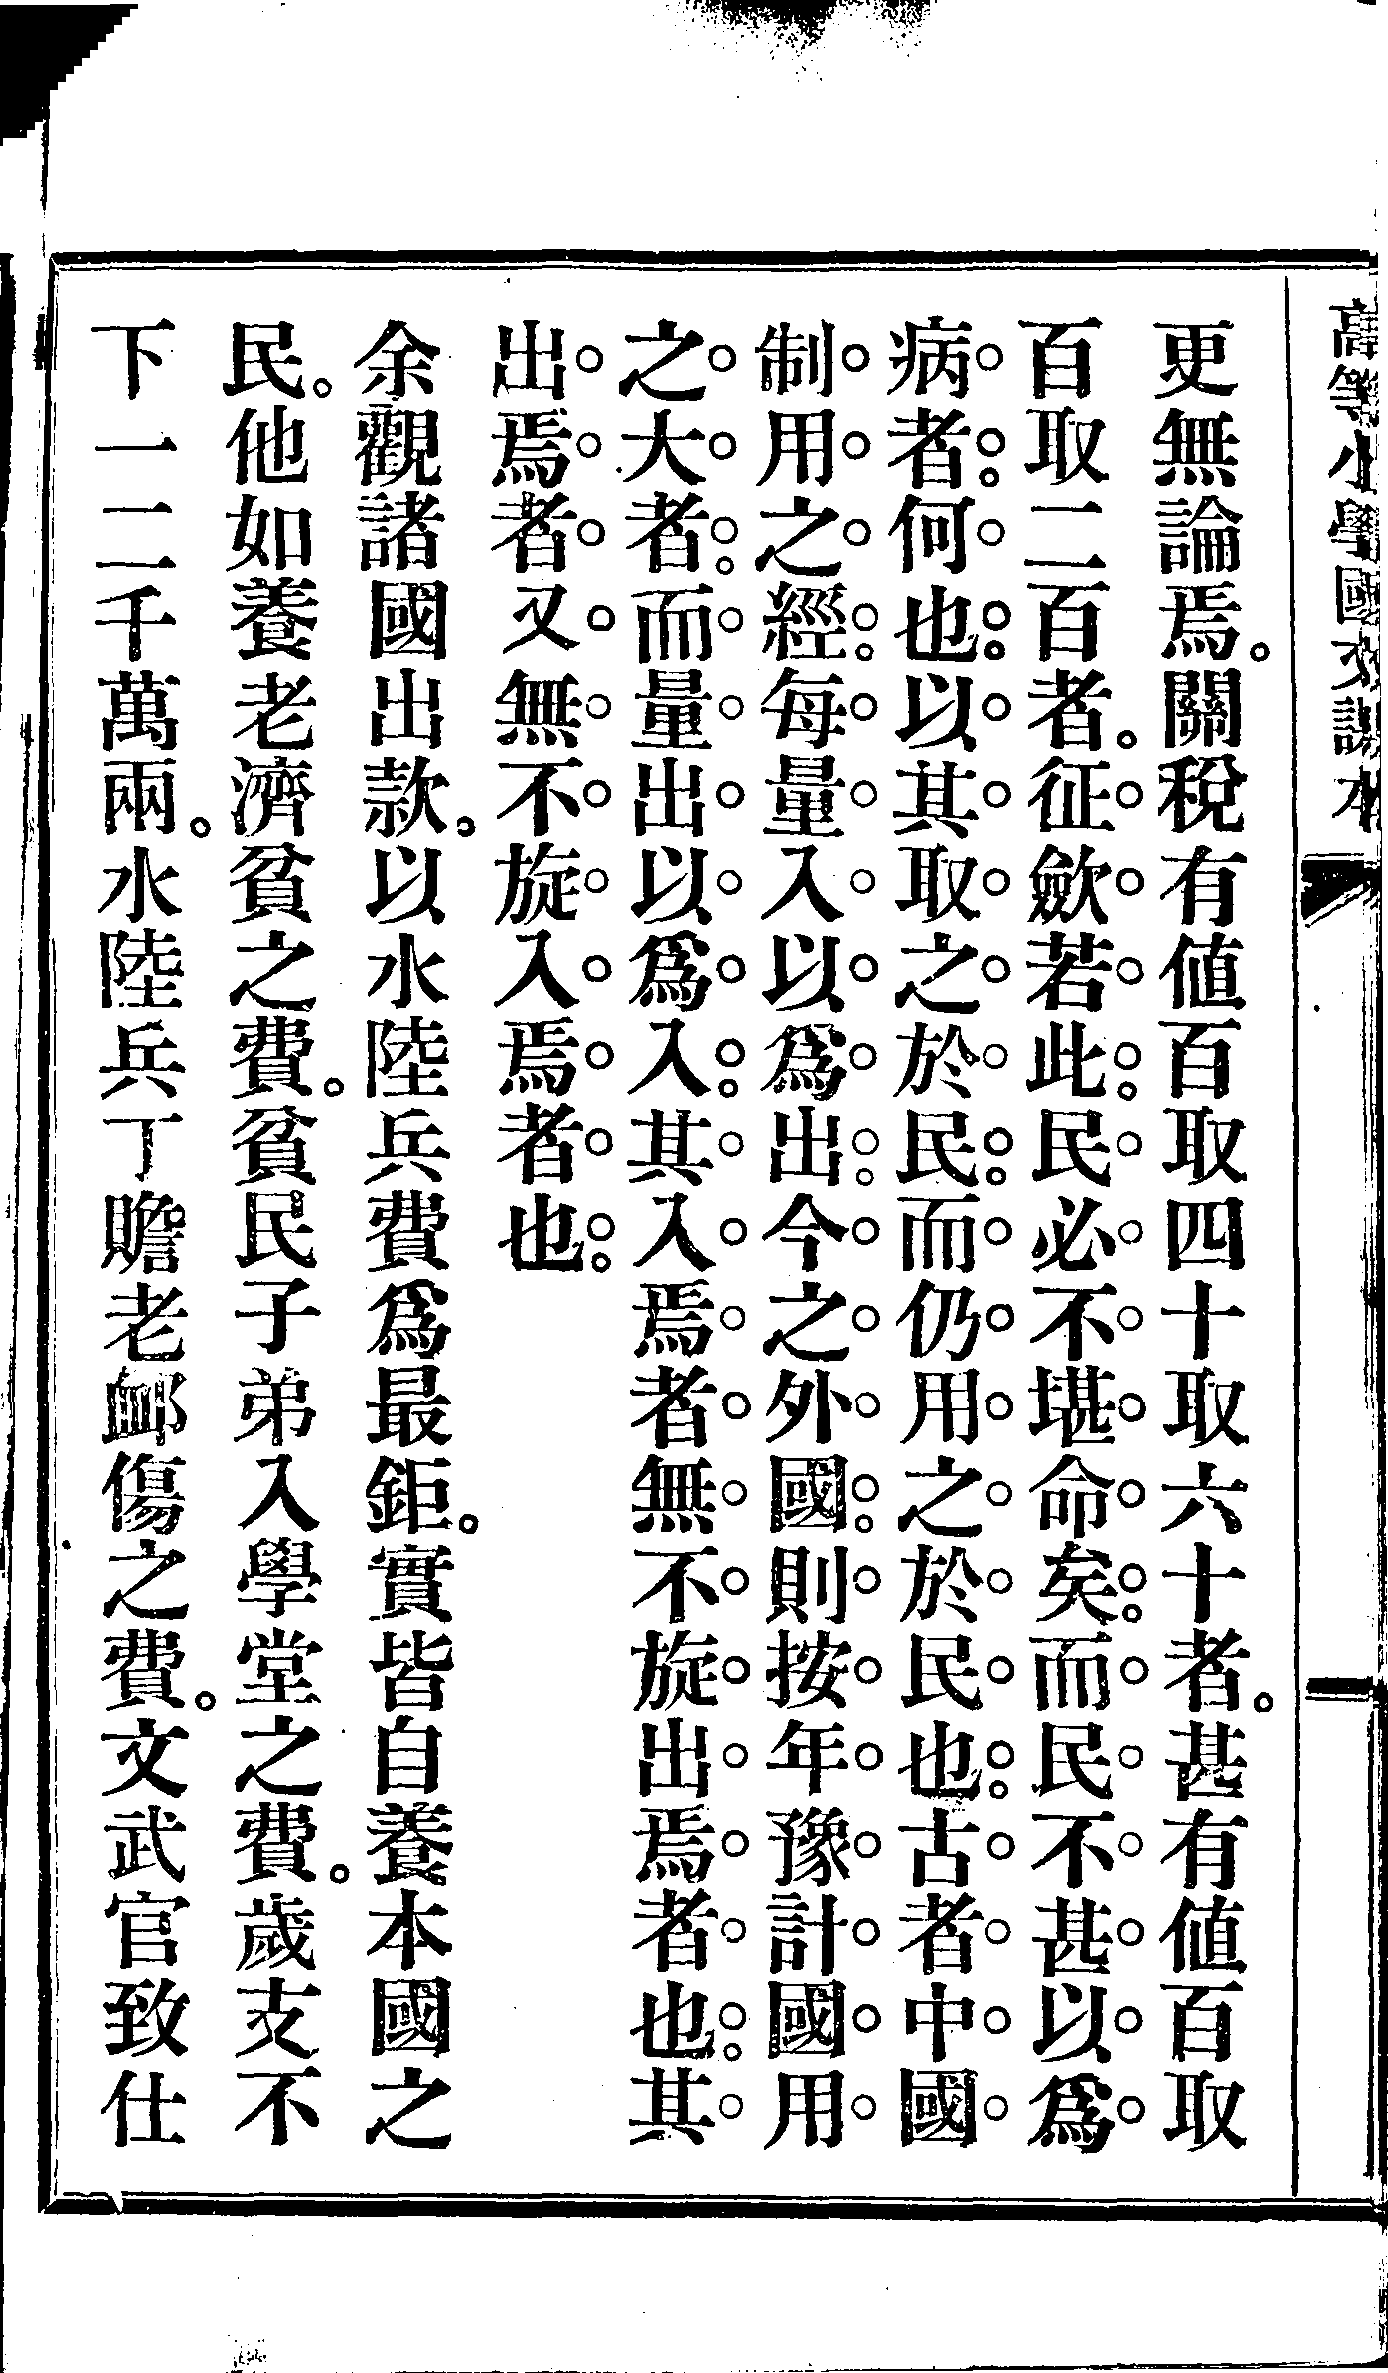 高等小學國文課本
更無論焉。關稅有値百取四十取六十者。甚有値百取
百取二百者。征歛若此。民必不堪命矣。而民不甚以爲
病者。何也。以其取之於民。而仍用之於民也。古者中國
制用之經。每量入以爲出。今之外國。則按年豫計國用
之大者。而量出以爲入。其入焉者無不旋出焉者也。其
出焉者又無不旋入焉者也。
余觀諸國出款。以水陸兵費爲最鉅。實皆自養本國之
民。他如養老濟貧之費。貧民子弟入學堂之費。歲支不
下一二千萬兩。水陸兵丁贍老卹傷之費。文武官致仕